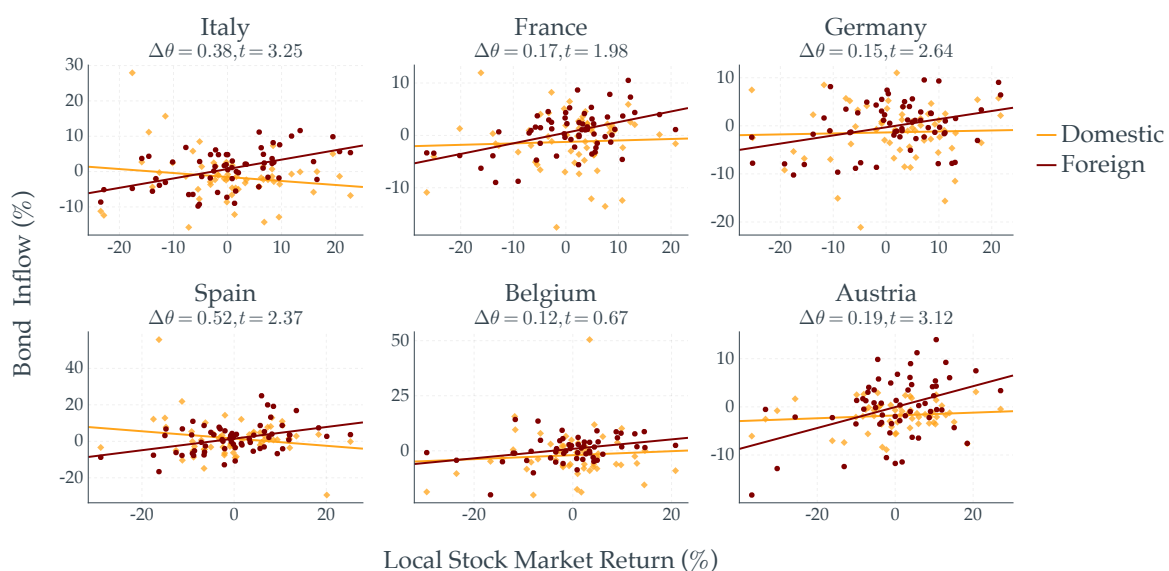 Italy
Δθ = 0.38, t = 3.25
30
20
10
0
-10
-20
-10
0
10
20
France
Δθ = 0.17, t = 1.98
10
0
-10
-20
-10
0
10
20
Germany
Δθ = 0.15, t = 2.64
10
0
-10
-20
-20
-10
0
10
20
Domestic
Foreign
Bond Inflow (%)
Spain
Δθ = 0.52, t = 2.37
40
20
0
-20
-20
0
20
Belgium
Δθ = 0.12, t = 0.67
50
25
0
-20
0
20
Austria
Δθ = 0.19, t = 3.12
10
0
-10
-20
0
20
Local Stock Market Return (%)